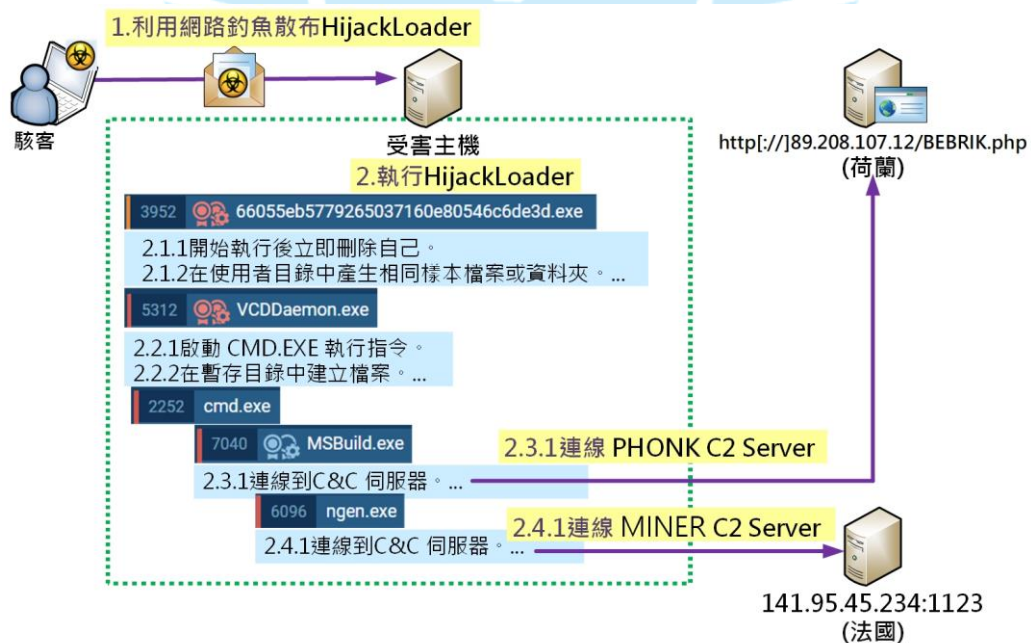 1.利用網路釣魚散布HijackLoader
駭客
受害主機
http[://]89.208.107.12/BEBRIK.php
(荷蘭)
2.執行HijackLoader
3952 66055eb5779265037160e80546c6de3d.exe
2.1.1開始執行後立即刪除自己。
2.1.2在使用者目錄中產生相同樣本檔案或資料夾。...
5312 VCDDaemon.exe
2.2.1啟動 CMD.EXE 執行指令。
2.2.2在暫存目錄中建立檔案。...
2252 cmd.exe
7040 MSBuild.exe
2.3.1連線 PHONK C2 Server
2.3.1連線到C&C 伺服器。...
6096 ngen.exe
2.4.1連線 MINER C2 Server
2.4.1連線到C&C 伺服器。...
141.95.45.234:1123
(法國)